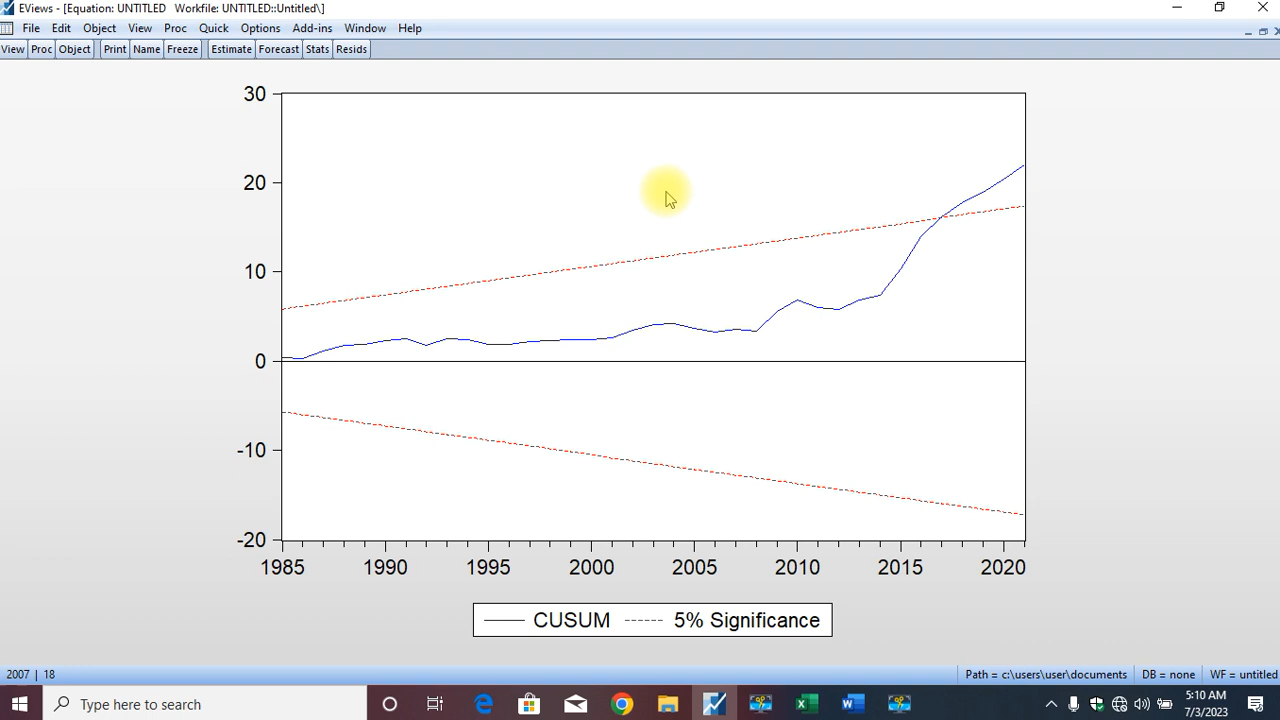 EViews - [Equation: UNTITLED   Workfile: UNTITLED::Untitled\]
File Edit Object View Proc Quick Options Add-ins Window Help
View Proc Object Print Name Freeze Estimate Forecast Stats Resids
30
20
10
0
-10
-20
1985 1990 1995 2000 2005 2010 2015 2020
CUSUM 5% Significance
2007 | 18 Path = c:\users\user\documents DB = none WF = untitled
Type here to search
5:10 AM
7/3/2023